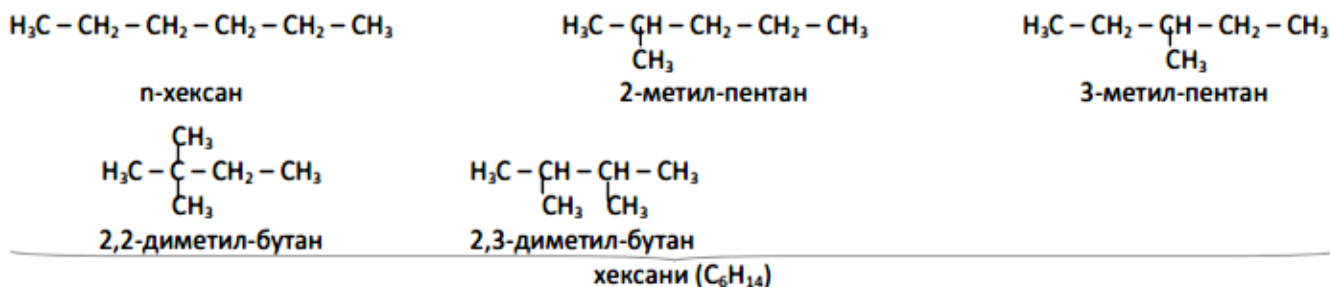 H₃C – CH₂ – CH₂ – CH₂ – CH₂ – CH₃ H₃C – CH – CH₂ – CH₂ – CH₃ H₃C – CH₂ – CH – CH₂ – CH₃
CH₃ CH₃
n-хексан 2-метил-пентан 3-метил-пентан
CH₃
H₃C – C – CH₂ – CH₃ H₃C – CH – CH – CH₃
CH₃ CH₃ CH₃
2,2-диметил-бутан 2,3-диметил-бутан
хексани (C₆H₁₄)